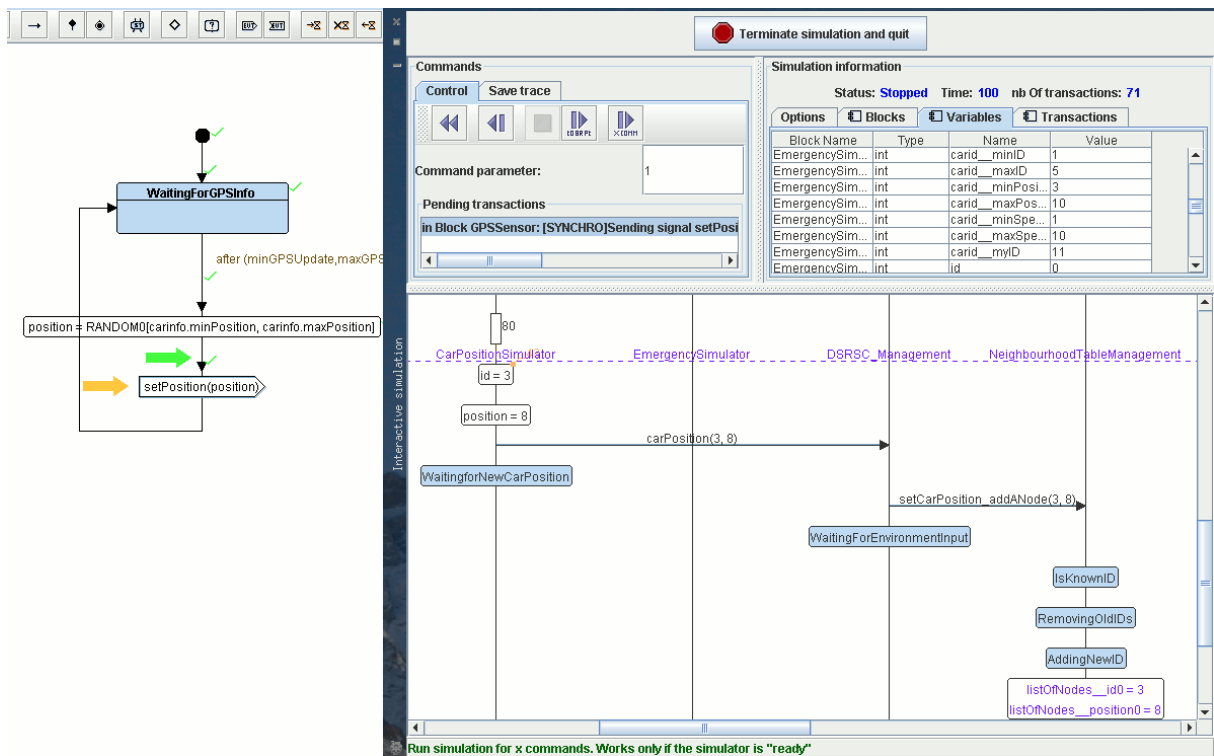 WaitingForGPSInfo
after (minGPSUpdate,maxGPS
position = RANDOM0[carinfo.minPosition, carinfo.maxPosition]
setPosition(position)
Interactive simulation
Terminate simulation and quit
Commands
Control Save trace
to BR Pt X COMM
Command parameter: 1
Pending transactions
in Block GPSSensor: [SYNCHRO]Sending signal setPosi
Simulation information
Status: Stopped Time: 100 nb Of transactions: 71
Options Blocks Variables Transactions
Block Name Type Name Value
EmergencySim... int carid__minID 1
EmergencySim... int carid__maxID 5
EmergencySim... int carid__minPosi... 3
EmergencySim... int carid__maxPos... 10
EmergencySim... int carid__minSpe... 1
EmergencySim... int carid__maxSpe... 10
EmergencySim... int carid__myID 11
EmergencySim... int id 0
80
CarPositionSimulator EmergencySimulator DSRSC_Management NeighbourhoodTableManagement
id = 3
position = 8
carPosition(3, 8)
WaitingforNewCarPosition
setCarPosition_addANode(3, 8)
WaitingForEnvironmentInput
IsKnownID
RemovingOldIDs
AddingNewID
listOfNodes__id0 = 3
listOfNodes__position0 = 8
Run simulation for x commands. Works only if the simulator is "ready"